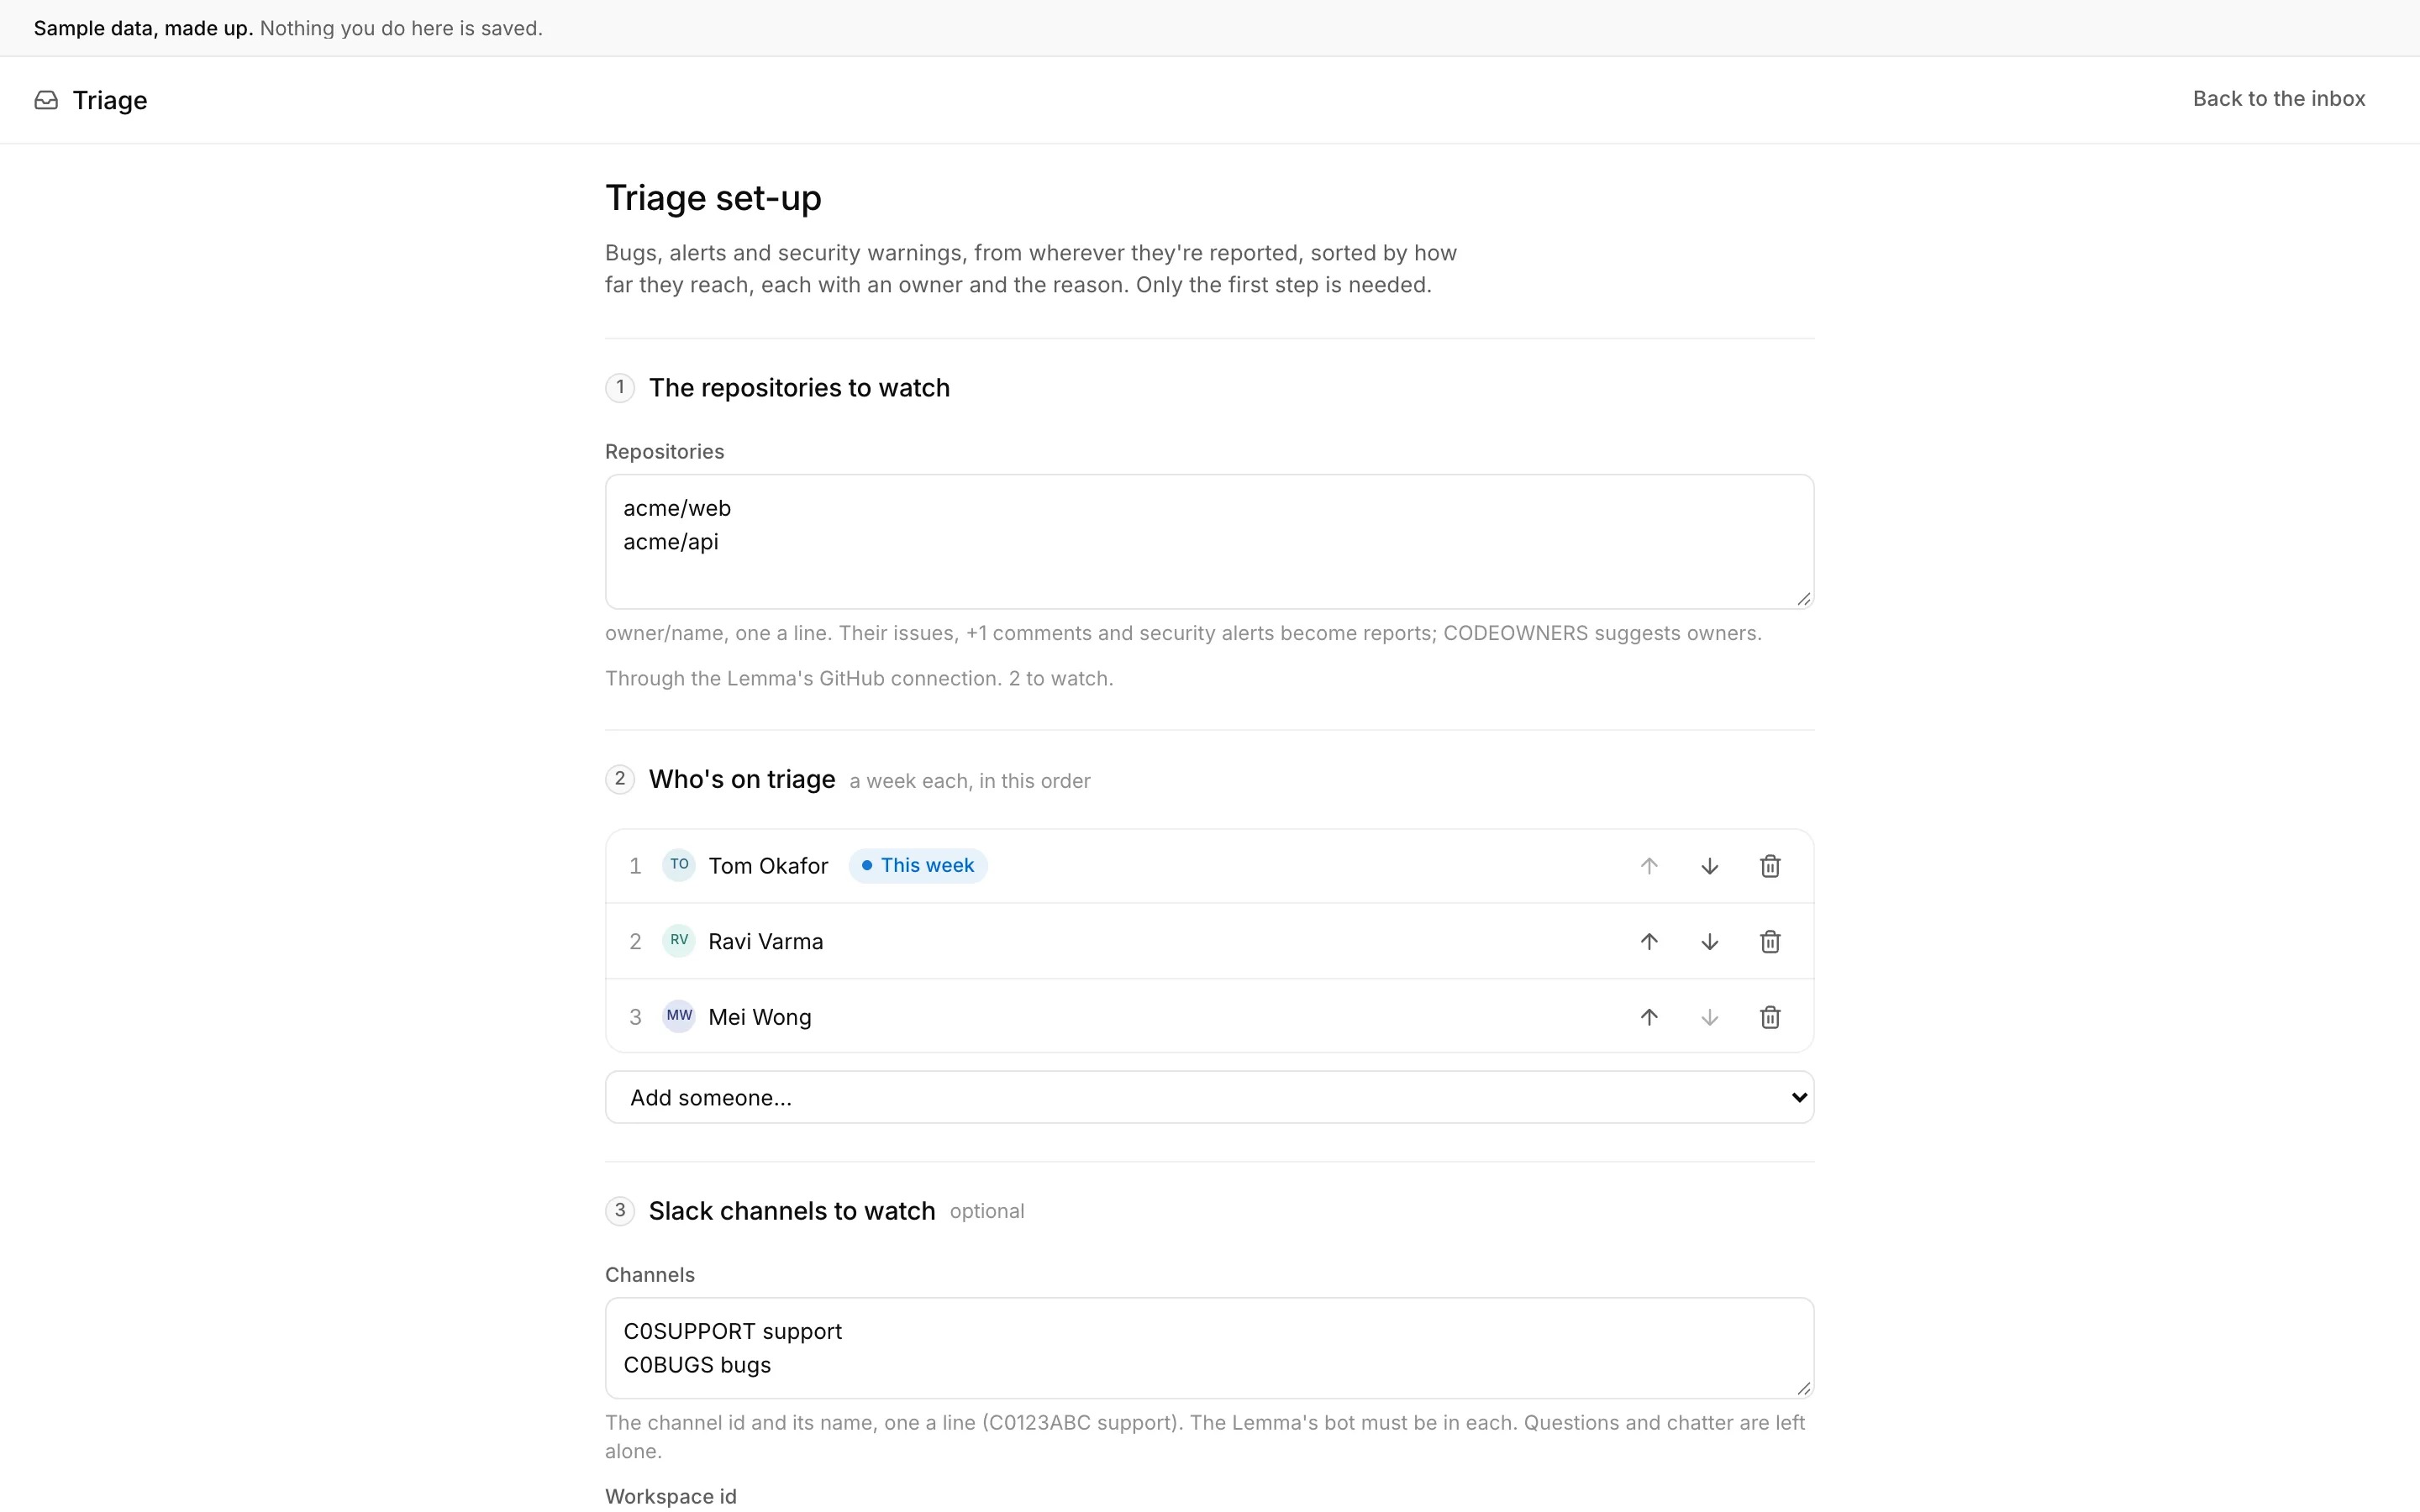 Sample data, made up. Nothing you do here is saved.
Triage
Back to the inbox
Triage set-up
Bugs, alerts and security warnings, from wherever they're reported, sorted by how
far they reach, each with an owner and the reason. Only the first step is needed.
1 The repositories to watch
Repositories
acme/web
acme/api
owner/name, one a line. Their issues, +1 comments and security alerts become reports; CODEOWNERS suggests owners.
Through the Lemma's GitHub connection. 2 to watch.
2 Who's on triage a week each, in this order
1 TO Tom Okafor This week
2 RV Ravi Varma
3 MW Mei Wong
Add someone...
3 Slack channels to watch optional
Channels
C0SUPPORT support
C0BUGS bugs
The channel id and its name, one a line (C0123ABC support). The Lemma's bot must be in each. Questions and chatter are left
alone.
Workspace id